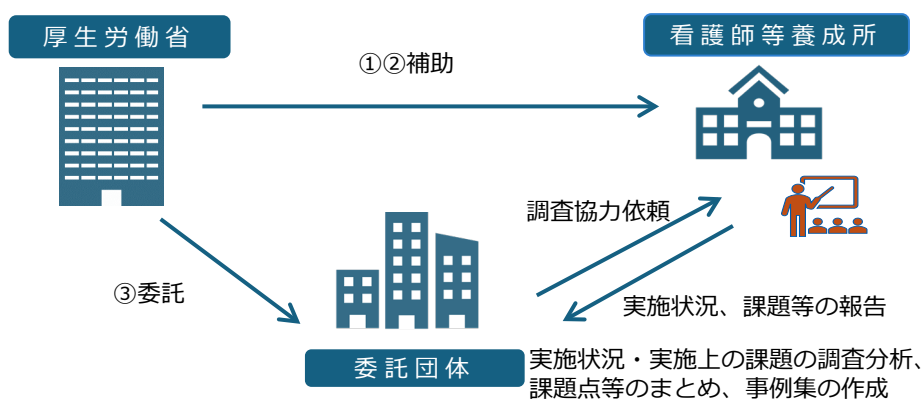 厚生労働省
看護師等養成所
①②補助
調査協力依頼
③委託
実施状況、課題等の報告
委託団体
実施状況・実施上の課題の調査分析、
課題点等のまとめ、事例集の作成